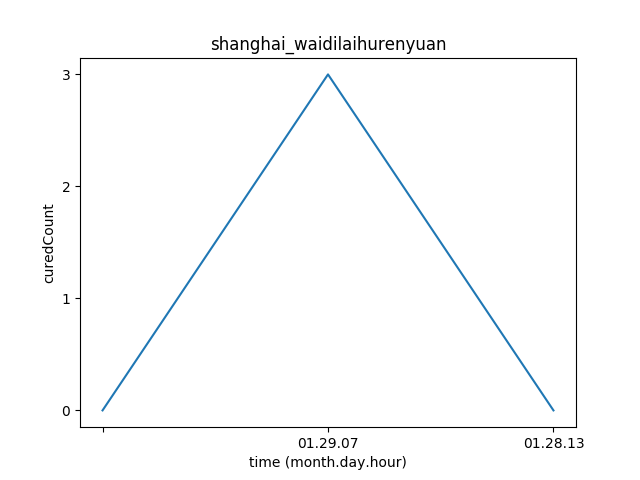 shanghai_waidilaihurenyuan
3
2
1
0
curedCount
01.29.07
01.28.13
time (month.day.hour)